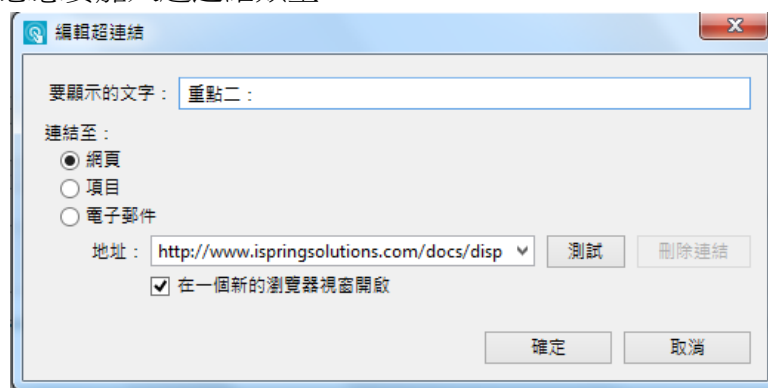 編輯超連結
要顯示的文字： 重點二：
連結至：
網頁
項目
電子郵件
地址： http://www.ispringsolutions.com/docs/disp 測試 刪除連結
在一個新的瀏覽器視窗開啟
確定 取消